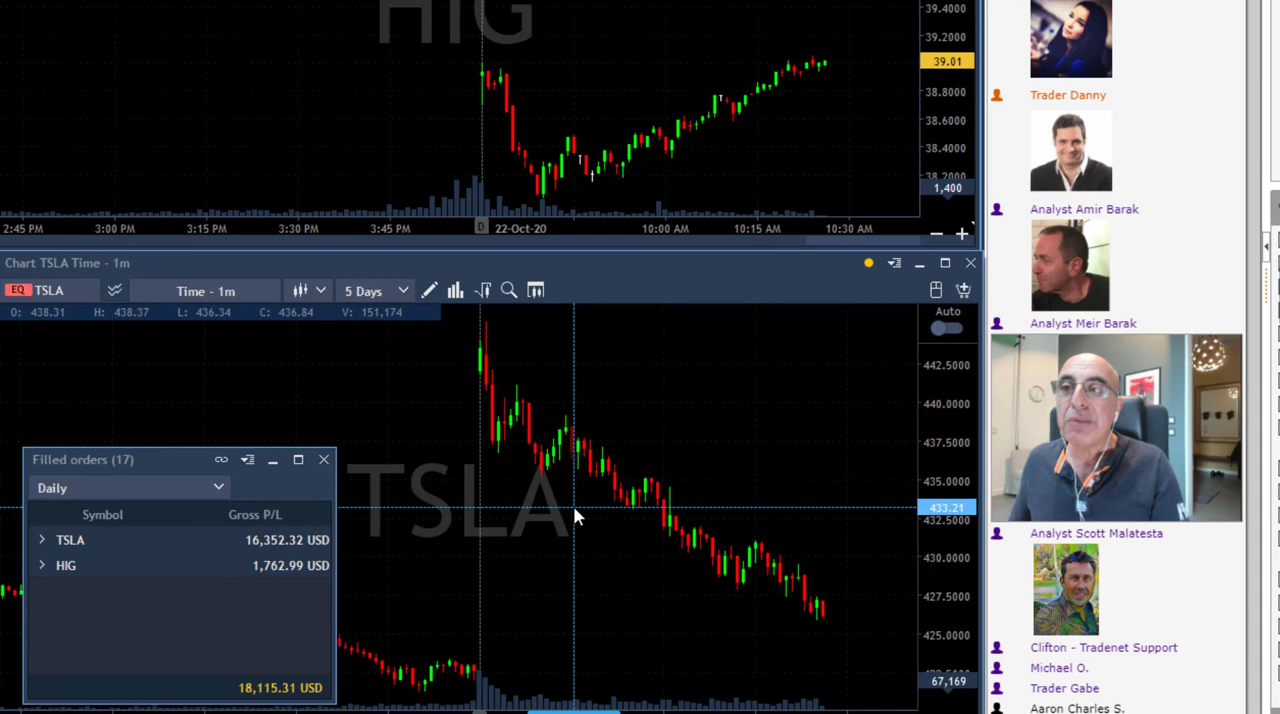 HIG
39.4000
39.2000
39.01
38.8000
38.6000
38.4000
38.2000
1,400
2:45 PM 3:00 PM 3:15 PM 3:30 PM 3:45 PM D 22-Oct-20 10:00 AM 10:15 AM 10:30 AM
Chart TSLA Time - 1m
EQ TSLA Time - 1m 5 Days
O: 438.31 H: 438.37 L: 436.34 C: 436.84 V: 151,174
Auto
442.5000
440.0000
437.5000
435.0000
433.21
432.5000
430.0000
427.5000
425.0000
67,169
TSLA
Filled orders (17)
Daily
Symbol Gross P/L
TSLA 16,352.32 USD
HIG 1,762.99 USD
18,115.31 USD
Trader Danny
Analyst Amir Barak
Analyst Meir Barak
Analyst Scott Malatesta
Clifton - Tradenet Support
Michael O.
Trader Gabe
Aaron Charles S.